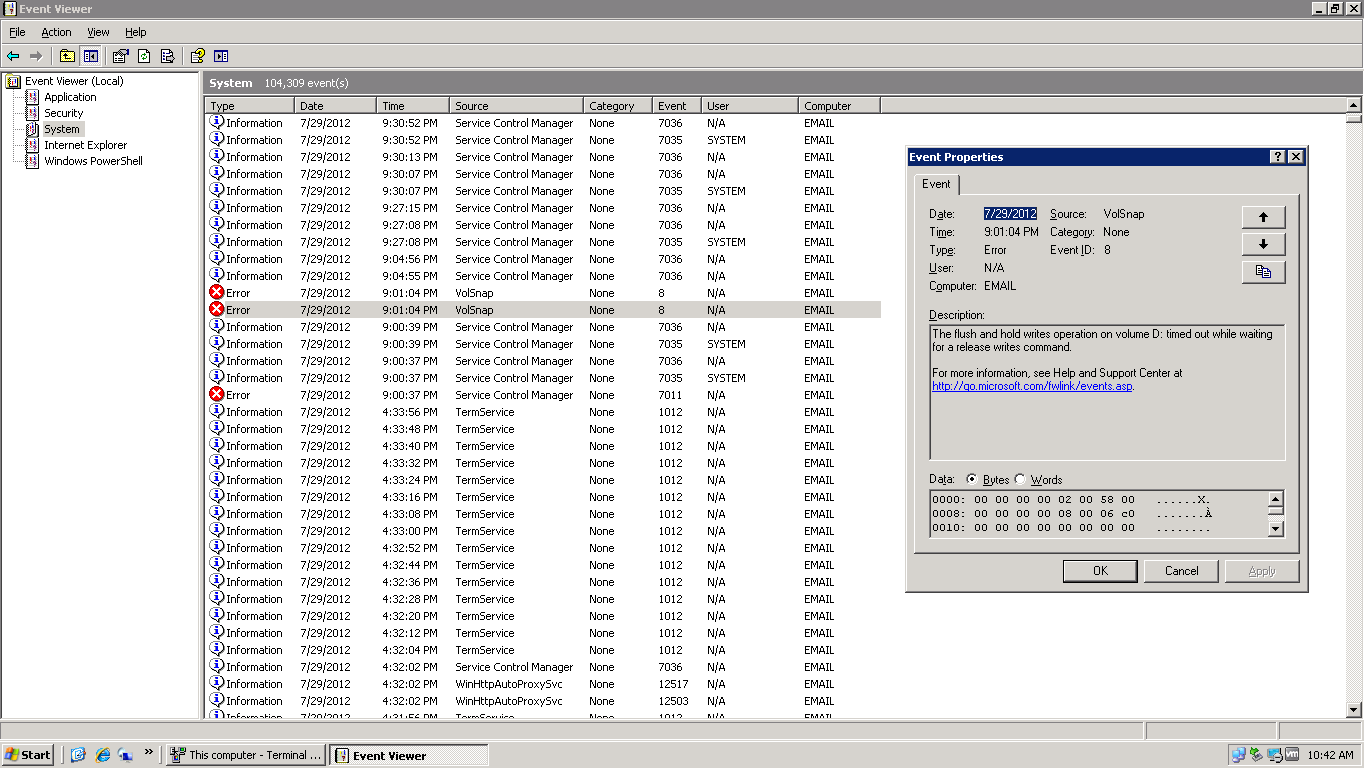 Event Viewer
File Action View Help
Event Viewer (Local)
Application
Security
System
Internet Explorer
Windows PowerShell
System 104,309 event(s)
Type Date Time Source Category Event User Computer
Information 7/29/2012 9:30:52 PM Service Control Manager None 7036 N/A EMAIL
Information 7/29/2012 9:30:52 PM Service Control Manager None 7035 SYSTEM EMAIL
Information 7/29/2012 9:30:13 PM Service Control Manager None 7036 N/A EMAIL
Information 7/29/2012 9:30:07 PM Service Control Manager None 7036 N/A EMAIL
Information 7/29/2012 9:30:07 PM Service Control Manager None 7035 SYSTEM EMAIL
Information 7/29/2012 9:27:15 PM Service Control Manager None 7036 N/A EMAIL
Information 7/29/2012 9:27:08 PM Service Control Manager None 7036 N/A EMAIL
Information 7/29/2012 9:27:08 PM Service Control Manager None 7035 SYSTEM EMAIL
Information 7/29/2012 9:04:56 PM Service Control Manager None 7036 N/A EMAIL
Information 7/29/2012 9:04:55 PM Service Control Manager None 7036 N/A EMAIL
Error 7/29/2012 9:01:04 PM VolSnap None 8 N/A EMAIL
Error 7/29/2012 9:01:04 PM VolSnap None 8 N/A EMAIL
Information 7/29/2012 9:00:39 PM Service Control Manager None 7036 N/A EMAIL
Information 7/29/2012 9:00:39 PM Service Control Manager None 7035 SYSTEM EMAIL
Information 7/29/2012 9:00:37 PM Service Control Manager None 7036 N/A EMAIL
Information 7/29/2012 9:00:37 PM Service Control Manager None 7035 SYSTEM EMAIL
Error 7/29/2012 9:00:37 PM Service Control Manager None 7011 N/A EMAIL
Information 7/29/2012 4:33:56 PM TermService None 1012 N/A EMAIL
Information 7/29/2012 4:33:48 PM TermService None 1012 N/A EMAIL
Information 7/29/2012 4:33:40 PM TermService None 1012 N/A EMAIL
Information 7/29/2012 4:33:32 PM TermService None 1012 N/A EMAIL
Information 7/29/2012 4:33:24 PM TermService None 1012 N/A EMAIL
Information 7/29/2012 4:33:16 PM TermService None 1012 N/A EMAIL
Information 7/29/2012 4:33:08 PM TermService None 1012 N/A EMAIL
Information 7/29/2012 4:33:00 PM TermService None 1012 N/A EMAIL
Information 7/29/2012 4:32:52 PM TermService None 1012 N/A EMAIL
Information 7/29/2012 4:32:44 PM TermService None 1012 N/A EMAIL
Information 7/29/2012 4:32:36 PM TermService None 1012 N/A EMAIL
Information 7/29/2012 4:32:28 PM TermService None 1012 N/A EMAIL
Information 7/29/2012 4:32:20 PM TermService None 1012 N/A EMAIL
Information 7/29/2012 4:32:12 PM TermService None 1012 N/A EMAIL
Information 7/29/2012 4:32:04 PM TermService None 1012 N/A EMAIL
Information 7/29/2012 4:32:02 PM Service Control Manager None 7036 N/A EMAIL
Information 7/29/2012 4:32:02 PM WinHttpAutoProxySvc None 12517 N/A EMAIL
Information 7/29/2012 4:32:02 PM WinHttpAutoProxySvc None 12503 N/A EMAIL
Information 7/29/2012 4:31:56 PM TermService None 1012 N/A EMAIL
Event Properties
Event
Date: 7/29/2012 Source: VolSnap
Time: 9:01:04 PM Category: None
Type: Error Event ID: 8
User: N/A
Computer: EMAIL
Description:
The flush and hold writes operation on volume D: timed out while waiting
for a release writes command.
For more information, see Help and Support Center at
http://go.microsoft.com/fwlink/events.asp.
Data: Bytes Words
0000: 00 00 00 00 02 00 58 00 ......X.
0008: 00 00 00 00 08 00 06 c0 .......À
0010: 00 00 00 00 00 00 00 00 ........
OK Cancel Apply
Start » This computer - Terminal ... Event Viewer vm 10:42 AM